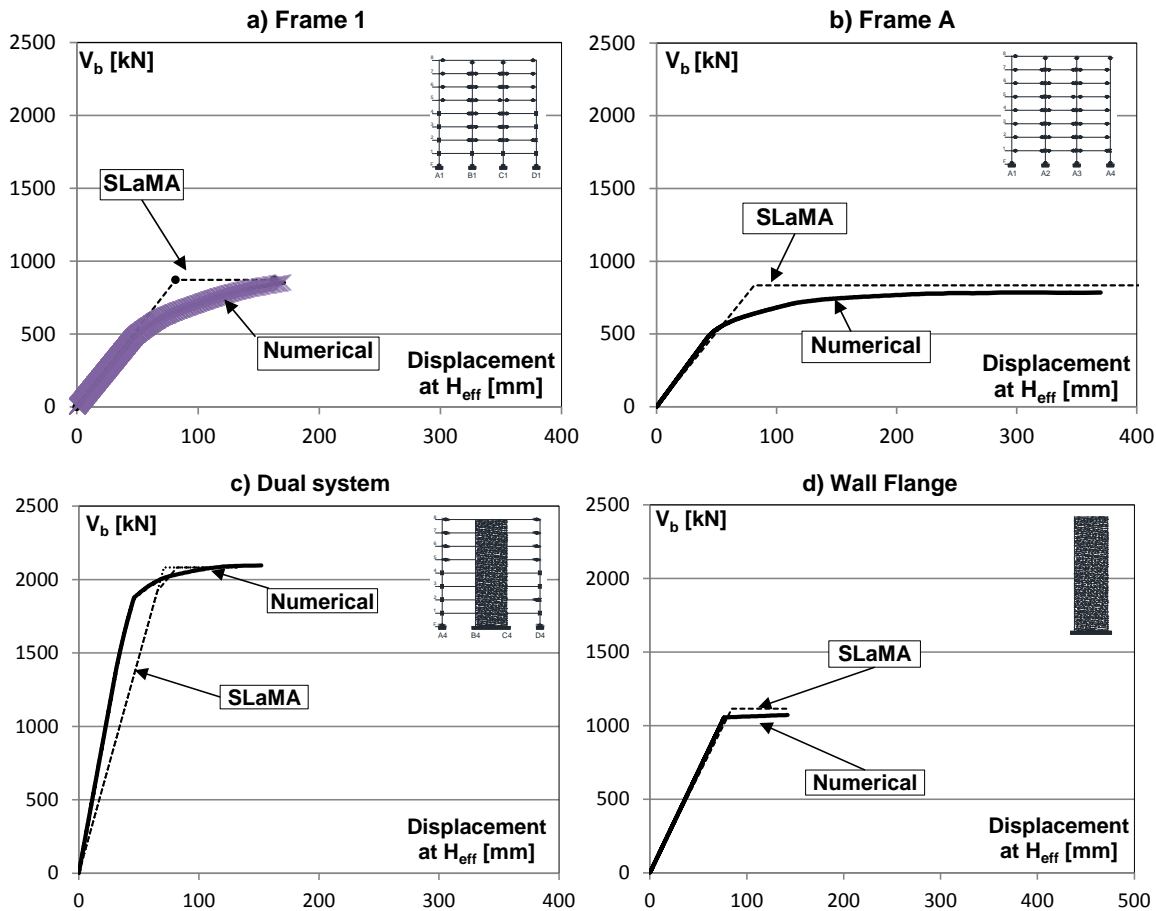 a) Frame 1
2500
2000
1500
1000
500
0
V_b [kN]
SLaMA
Numerical
Displacement
at H_eff [mm]
A1 B1 C1 D1
0 100 200 300 400
b) Frame A
2500
2000
1500
1000
500
0
V_b [kN]
SLaMA
Numerical
Displacement
at H_eff [mm]
A1 A2 A3 A4
0 100 200 300 400
c) Dual system
2500
2000
1500
1000
500
0
V_b [kN]
Numerical
SLaMA
Displacement
at H_eff [mm]
A4 B4 C4 D4
0 100 200 300 400
d) Wall Flange
2500
2000
1500
1000
500
0
V_b [kN]
SLaMA
Numerical
Displacement
at H_eff [mm]
0 100 200 300 400 500